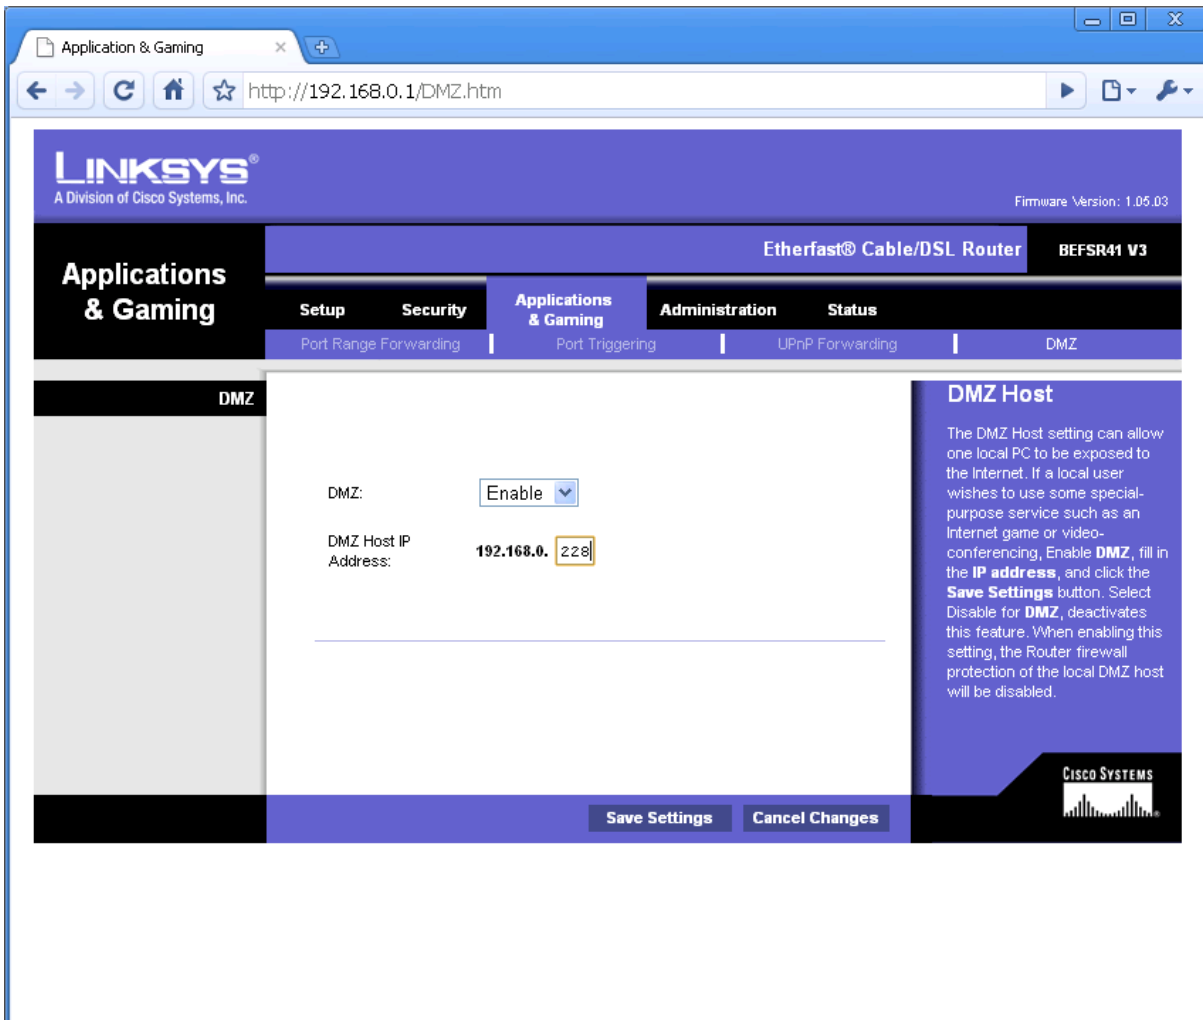 Application & Gaming
http://192.168.0.1/DMZ.htm
LINKSYS®
A Division of Cisco Systems, Inc.
Firmware Version: 1.05.03
Applications
& Gaming
Etherfast® Cable/DSL Router
BEFSR41 V3
Setup
Security
Applications
& Gaming
Administration
Status
Port Range Forwarding
Port Triggering
UPnP Forwarding
DMZ
DMZ
DMZ:
Enable
DMZ Host IP
Address:
192.168.0.
228
DMZ Host
The DMZ Host setting can allow
one local PC to be exposed to
the Internet. If a local user
wishes to use some special-
purpose service such as an
Internet game or video-
conferencing, Enable DMZ, fill in
the IP address, and click the
Save Settings button. Select
Disable for DMZ, deactivates
this feature. When enabling this
setting, the Router firewall
protection of the local DMZ host
will be disabled.
CISCO SYSTEMS
®
Save Settings
Cancel Changes